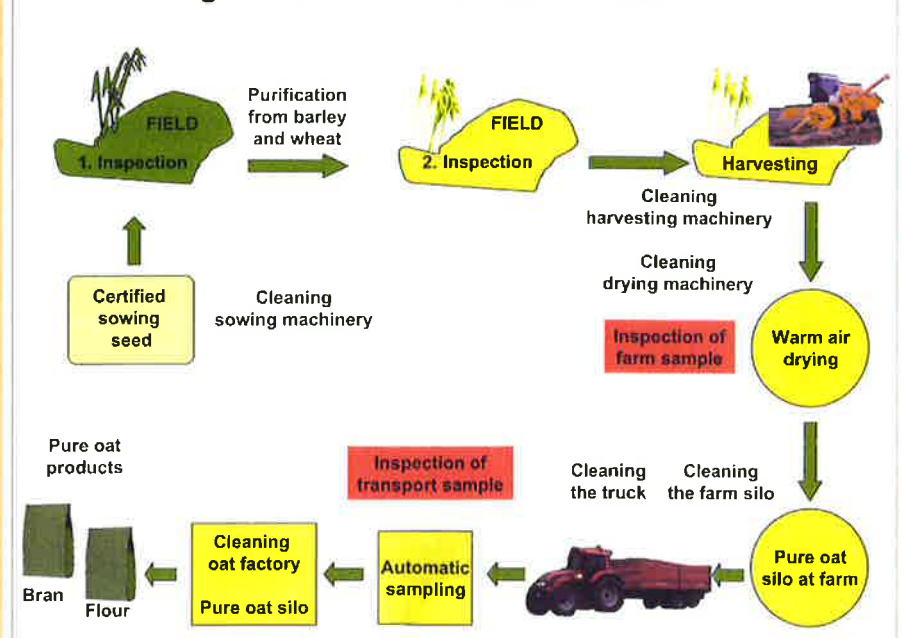 Purification
from barley
and wheat
FIELD
1. Inspection
FIELD
2. Inspection
Harvesting
Cleaning
harvesting machinery
Cleaning
drying machinery
Certified
sowing
seed
Cleaning
sowing machinery
Inspection of
farm sample
Warm air
drying
Pure oat
products
Inspection of
transport sample
Cleaning
the truck
Cleaning
the farm silo
Bran
Flour
Cleaning
oat factory
Pure oat silo
Automatic
sampling
Pure oat
silo at farm